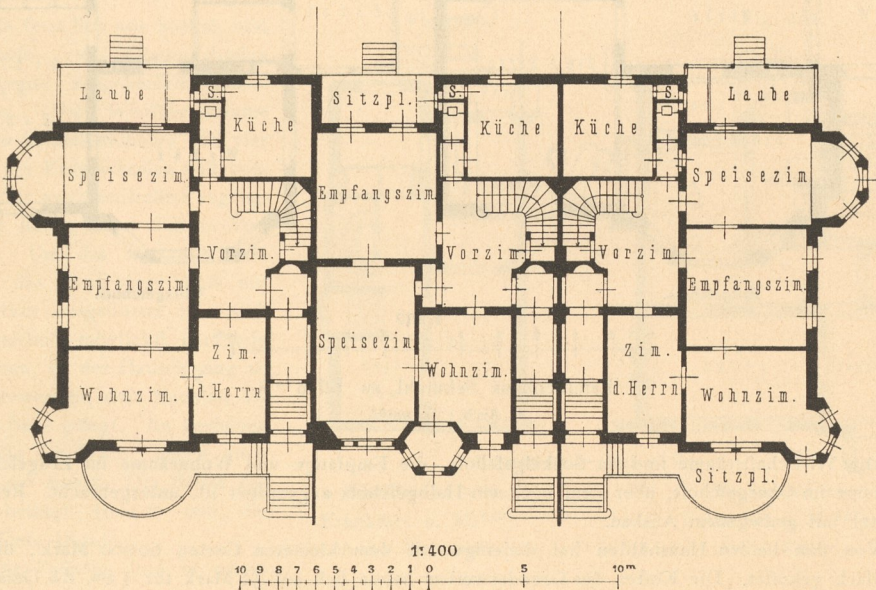 Laube
S.
Küche
Sitzpl.
S.
Küche
Küche
S.
Laube
Speisezim.
Empfangszim.
Speisezim.
Vorzim.
Vorzim.
Vorzim.
Empfangszim.
Empfangszim.
Speisezim.
Zim.
d.Herrn
Wohnzim.
Wohnzim.
Zim.
d.Herrn
Wohnzim.
Sitzpl.
1:400
10 9 8 7 6 5 4 3 2 1 0 5 10ᵐ